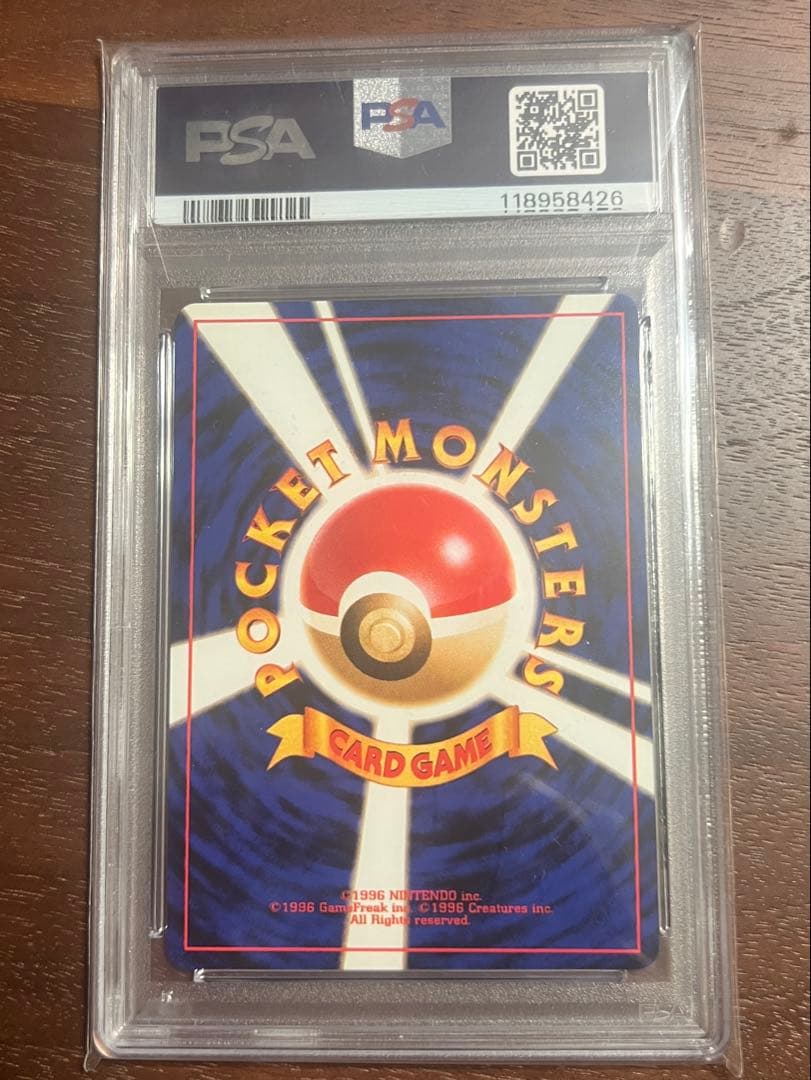 PSA
PSA
118958426
POCKET MONSTERS
CARD GAME
©1996 NINTENDO inc.
©1996 GameFreak inc. ©1996 Creatures inc.
All Rights reserved.